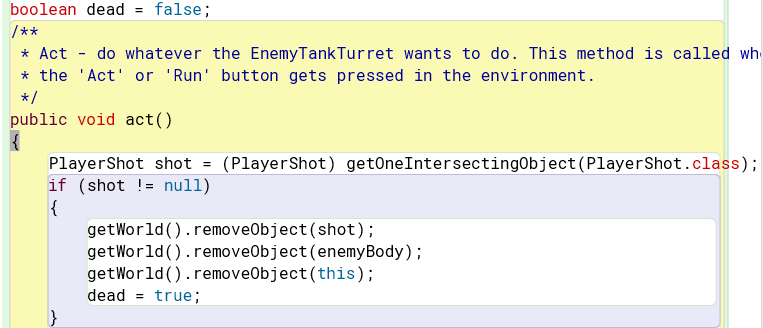 boolean dead = false;
/**
 * Act - do whatever the EnemyTankTurret wants to do. This method is called
 * the 'Act' or 'Run' button gets pressed in the environment.
 */
public void act()
{
    PlayerShot shot = (PlayerShot) getOneIntersectingObject(PlayerShot.class);
    if (shot != null)
    {
        getWorld().removeObject(shot);
        getWorld().removeObject(enemyBody);
        getWorld().removeObject(this);
        dead = true;
    }